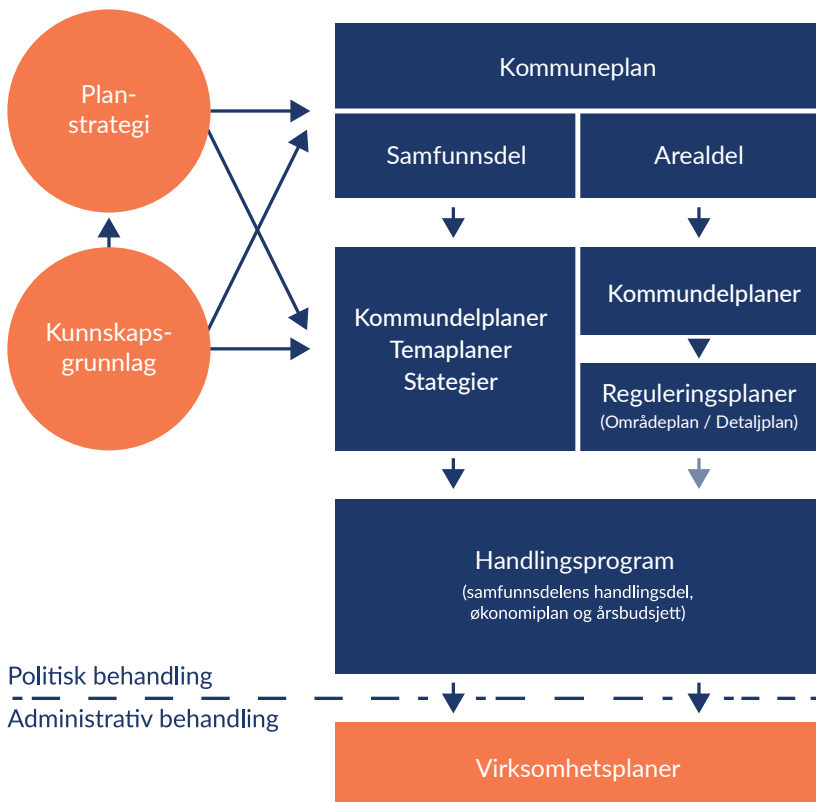 Plan-
strategi
Kunnskaps-
grunnlag
Kommuneplan
Samfunnsdel
Arealdel
Kommundelplaner
Temaplaner
Stategier
Kommundelplaner
Reguleringsplaner
(Områdeplan / Detaljplan)
Handlingsprogram
(samfunnsdelens handlingsdel,
økonomiplan og årsbudsjett)
Politisk behandling
Administrativ behandling
Virksomhetsplaner